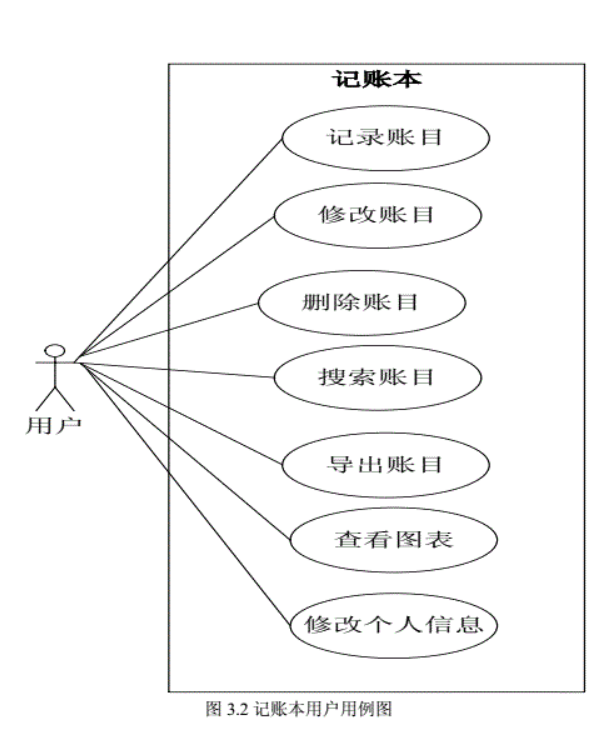 记账本
记录账目
修改账目
删除账目
搜索账目
用户
导出账目
查看图表
修改个人信息
图 3.2 记账本用户用例图